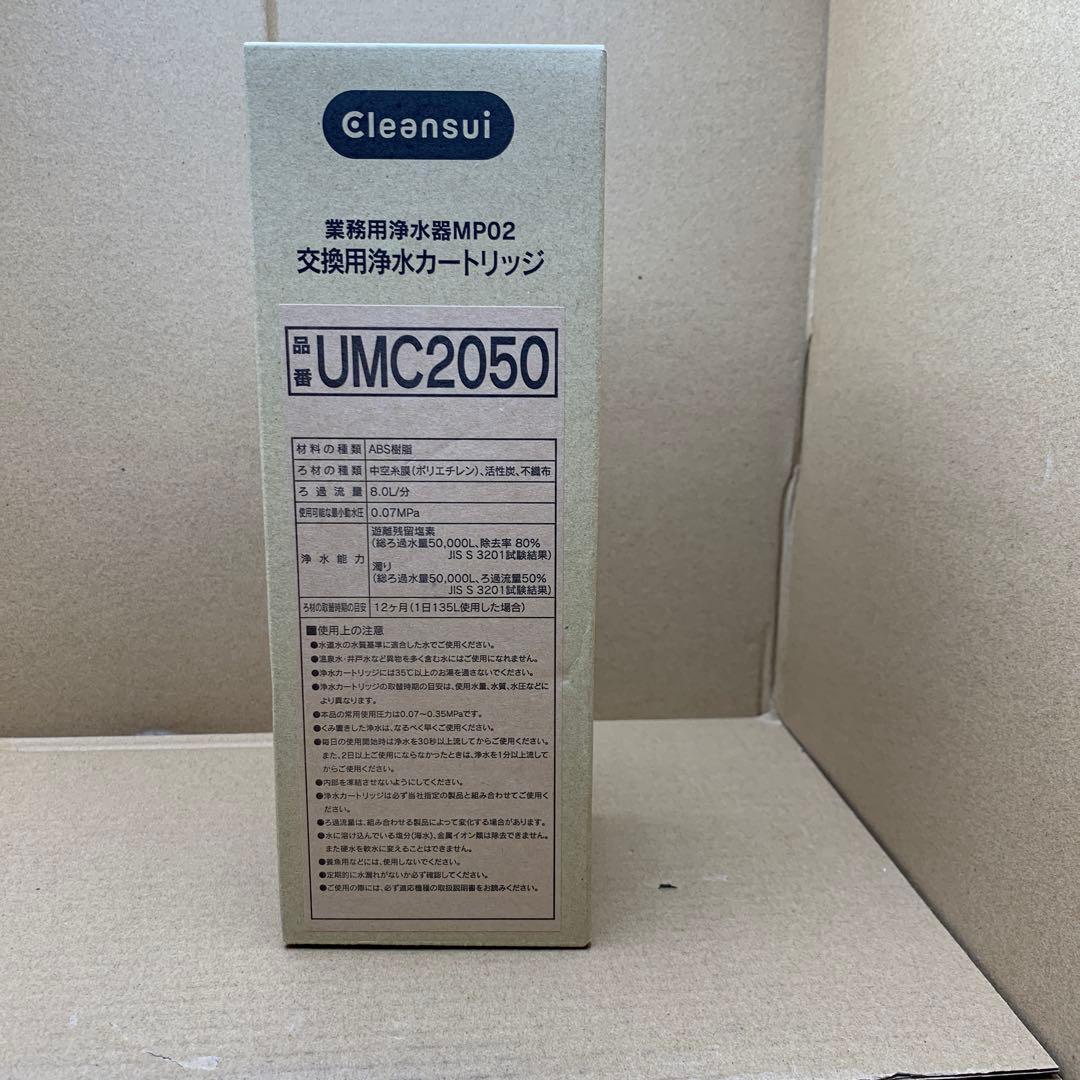 Cleansui
業務用浄水器MP02
交換用浄水カートリッジ
品番 UMC2050
材料の種類 ABS樹脂
ろ材の種類 中空糸膜(ポリエチレン)、活性炭、不織布
ろ過流量 8.0L/分
使用可能な最小動水圧 0.07MPa
浄水能力 遊離残留塩素
(総ろ過水量50,000L、除去率 80%
JIS S 3201試験結果)
濁り
(総ろ過水量50,000L、ろ過流量50%
JIS S 3201試験結果)
ろ材の取替時期の目安 12ヶ月(1日135L使用した場合)
■使用上の注意
●水道水の水質基準に適合した水でご使用ください。
●温泉水・井戸水など異物を多く含む水にはご使用になれません。
●浄水カートリッジには35℃以上のお湯を通さないでください。
●浄水カートリッジの取替時期の目安は、使用水量、水質、水圧などに
より異なります。
●本品の常用使用圧力は0.07〜0.35MPaです。
●くみ置きした浄水は、なるべく早くご使用ください。
●毎日の使用開始時は浄水を30秒以上流してからご使用ください。
また、2日以上ご使用にならなかったときは、浄水を1分以上流して
からご使用ください。
●内部を凍結させないようにしてください。
●浄水カートリッジは必ず当社指定の製品と組み合わせてご使用く
ださい。
●ろ過流量は、組み合わせる製品によって変化する場合があります。
●水に溶け込んでいる塩分(海水)、金属イオン類は除去できません。
また硬水を軟水に変えることはできません。
●養魚用などには、使用しないでください。
●定期的に水漏れがないか必ず確認してください。
●ご使用の際には、必ず適応機種の取扱説明書をお読みください。